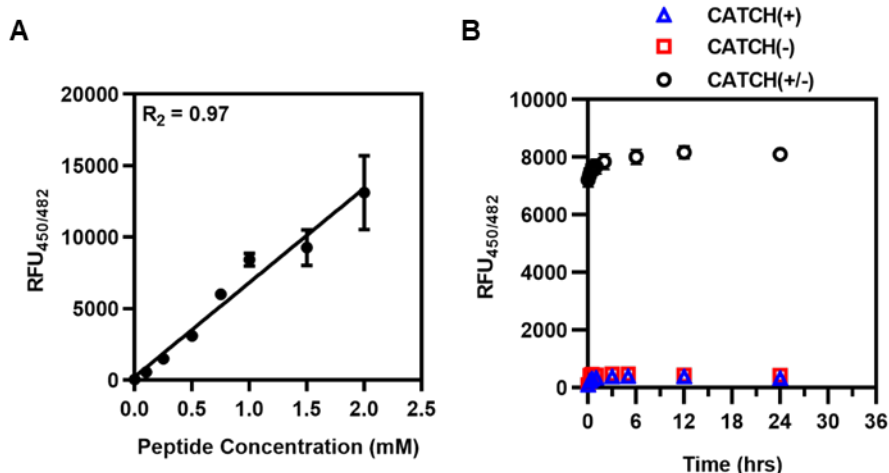 A
R2 = 0.97
20000
15000
10000
5000
0
RFU450/482
0.0 0.5 1.0 1.5 2.0 2.5
Peptide Concentration (mM)
B
CATCH(+)
CATCH(-)
CATCH(+/-)
10000
8000
6000
4000
2000
0
RFU450/482
0 6 12 18 24 30 36
Time (hrs)